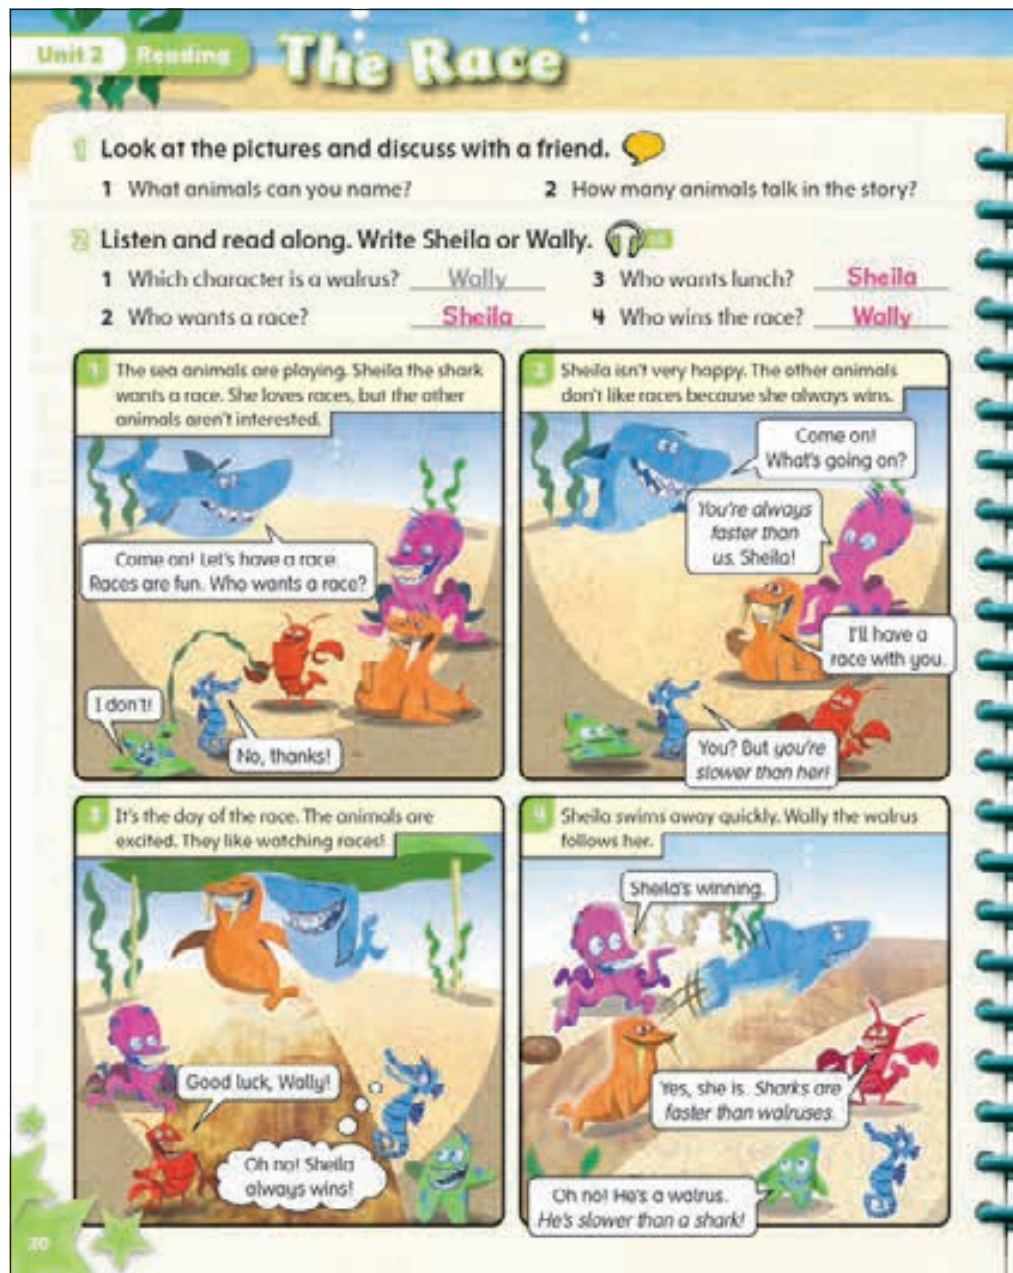 Unit 2 Reading The Race
1 Look at the pictures and discuss with a friend.
1 What animals can you name?
2 How many animals talk in the story?
2 Listen and read along. Write Sheila or Wally.
1 Which character is a walrus? Wally
3 Who wants lunch? Sheila
2 Who wants a race? Sheila
4 Who wins the race? Wally
1 The sea animals are playing. Sheila the shark
wants a race. She loves races, but the other
animals aren't interested.
Come on! Let's have a race.
Races are fun. Who wants a race?
I don't!
No, thanks!
2 Sheila isn't very happy. The other animals
don't like races because she always wins.
Come on!
What's going on?
You're always
faster than
us, Sheila!
I'll have a
race with you.
You? But you're
slower than her!
3 It's the day of the race. The animals are
excited. They like watching races!
Good luck, Wally!
Oh no! Sheila
always wins!
4 Sheila swims away quickly. Wally the walrus
follows her.
Sheila's winning.
Yes, she is. Sharks are
faster than walruses.
Oh no! He's a walrus.
He's slower than a shark!
20